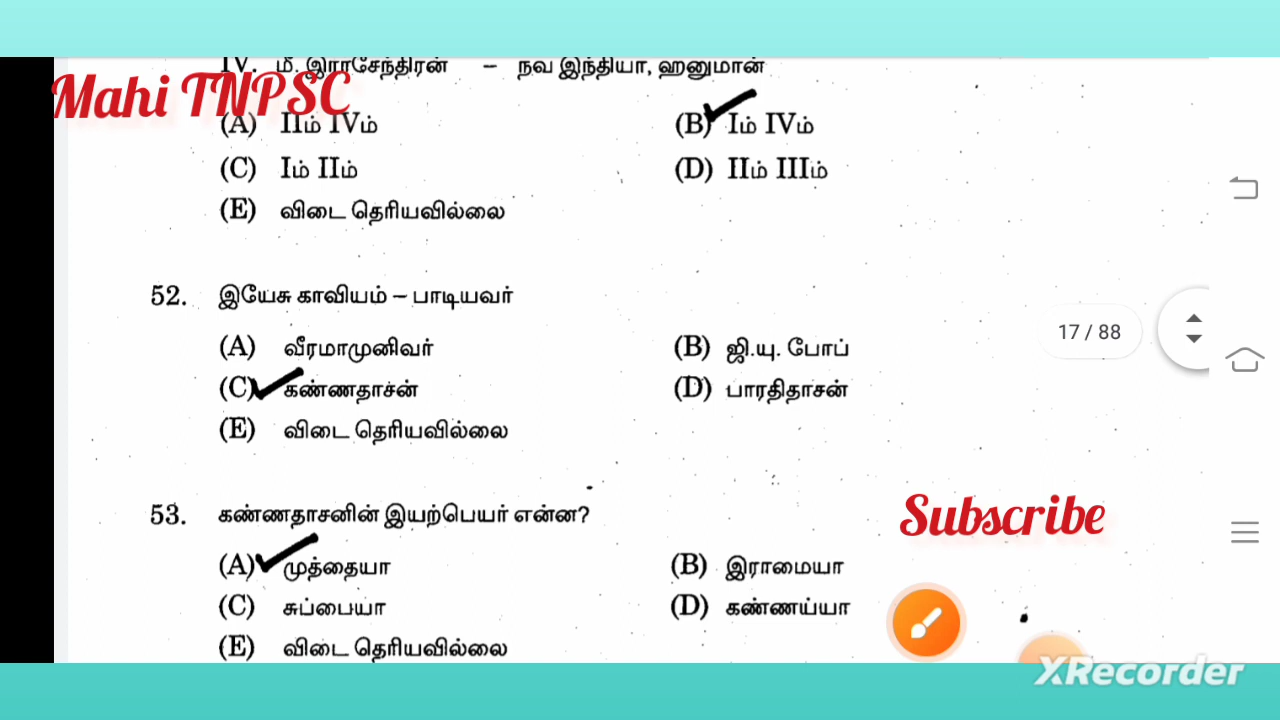 IV. மீ. இராசேந்திரன் – நவ இந்தியா, ஹனுமான்
Mahi TNPSC
(A) IIம் IVம் (B) Iம் IVம்
(C) Iம் IIம் (D) IIம் IIIம்
(E) விடை தெரியவில்லை
52. இயேசு காவியம் – பாடியவர்
17 / 88
(A) வீரமாமுனிவர் (B) ஜி.யு. போப்
(C) கண்ணதாசன் (D) பாரதிதாசன்
(E) விடை தெரியவில்லை
53. கண்ணதாசனின் இயற்பெயர் என்ன?
Subscribe
(A) முத்தையா (B) இராமையா
(C) சுப்பையா (D) கண்ணய்யா
(E) விடை தெரியவில்லை
XRecorder